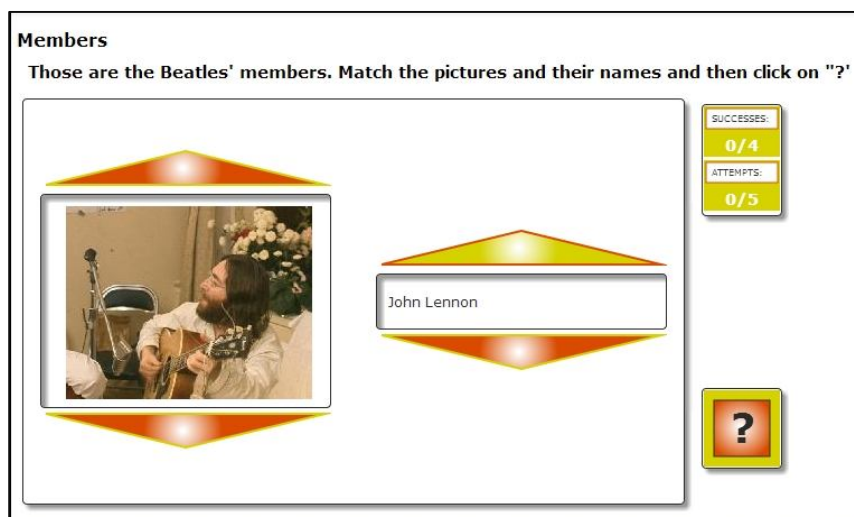 Members
Those are the Beatles' members. Match the pictures and their names and then click on "?'
SUCCESSES:
0/4
ATTEMPTS:
0/5
John Lennon
?